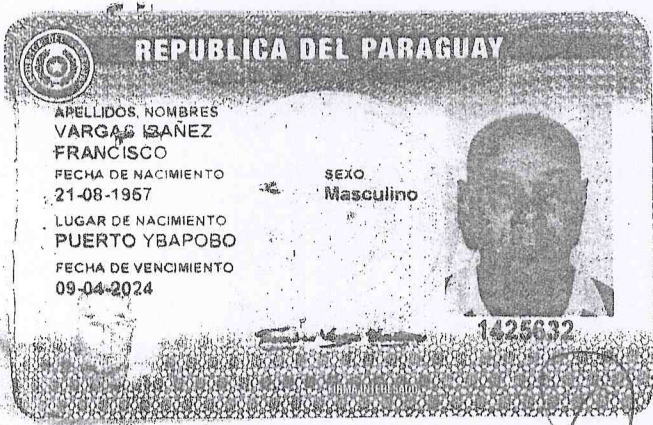 REPUBLICA DEL PARAGUAY
APELLIDOS, NOMBRES
VARGAS IBAÑEZ
FRANCISCO
FECHA DE NACIMIENTO
21-08-1957
SEXO
Masculino
LUGAR DE NACIMIENTO
PUERTO YBAPOBO
FECHA DE VENCIMIENTO
09-04-2024
1425632